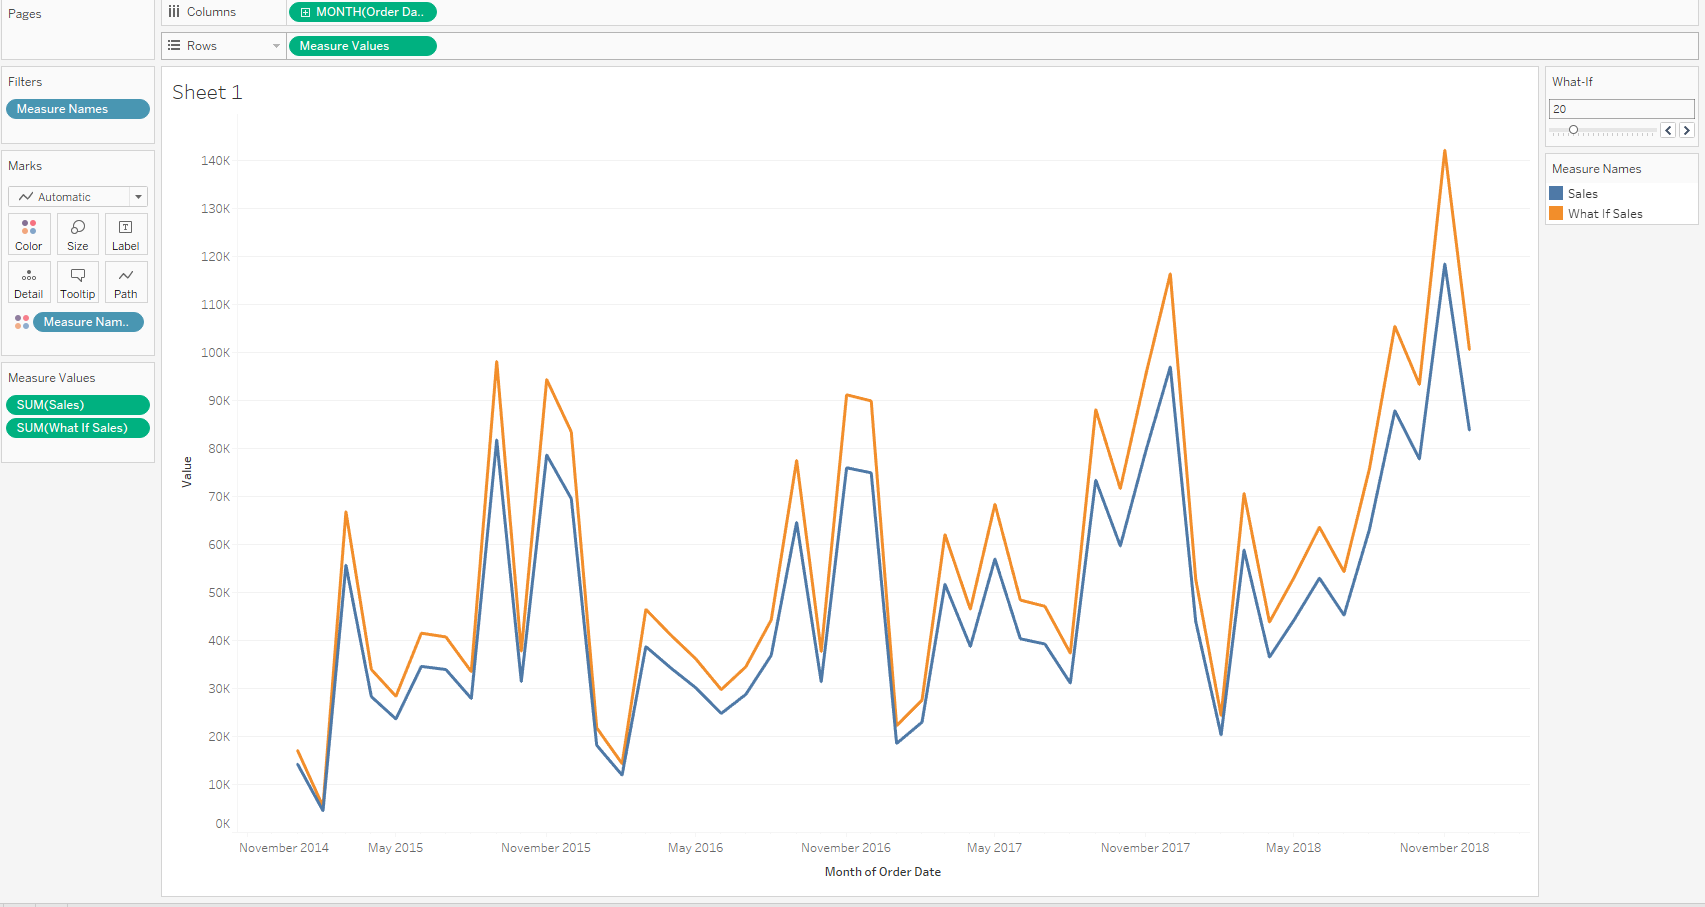 Pages
Columns
MONTH(Order Da..
Rows
Measure Values
Filters
Measure Names
Marks
Automatic
Color
Size
Label
Detail
Tooltip
Path
Measure Nam..
Measure Values
SUM(Sales)
SUM(What If Sales)
Sheet 1
140K
130K
120K
110K
100K
90K
80K
70K
60K
50K
40K
30K
20K
10K
0K
Value
November 2014
May 2015
November 2015
May 2016
November 2016
May 2017
November 2017
May 2018
November 2018
Month of Order Date
What-If
20
Measure Names
Sales
What If Sales